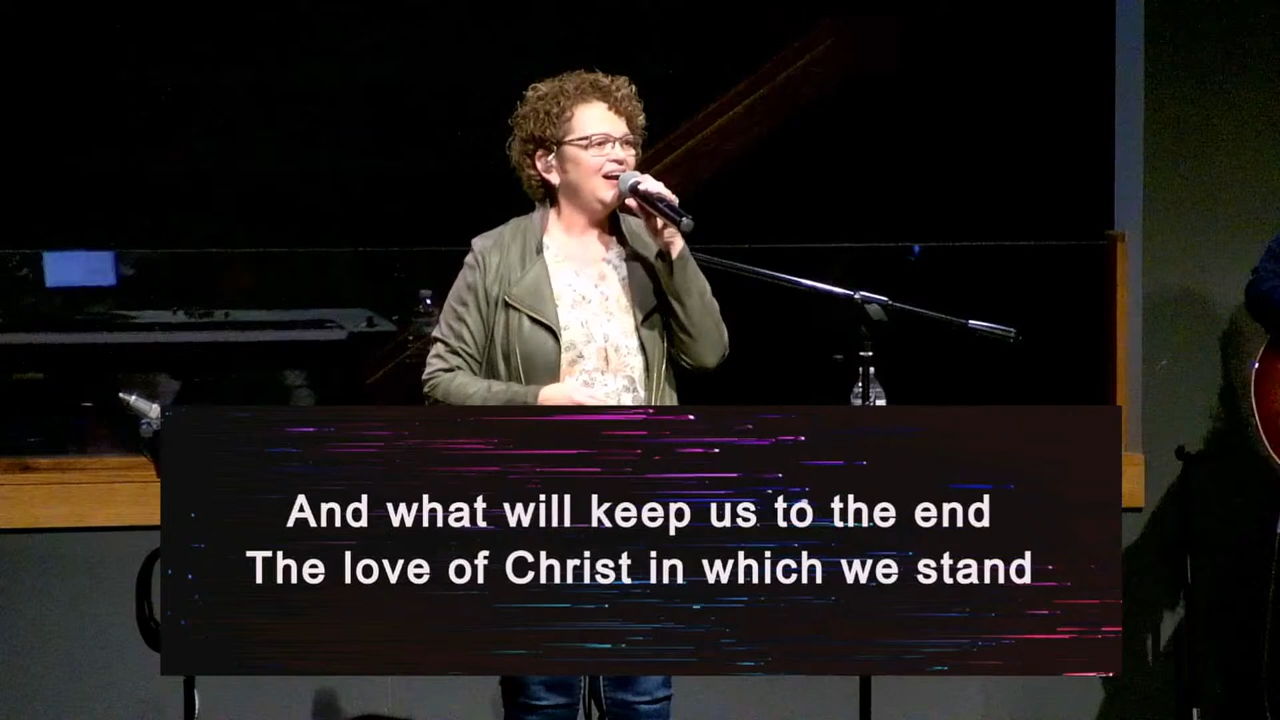 And what will keep us to the end
The love of Christ in which we stand